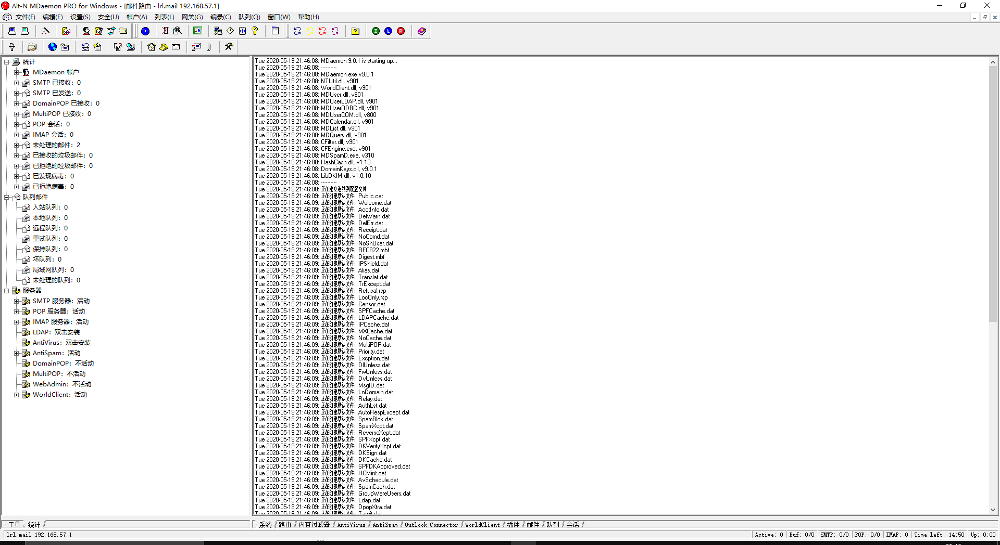 Alt-N MDaemon PRO for Windows - [邮件路由 - lrl.mail 192.168.57.1]
文件(F) 编辑(E) 设置(S) 安全(U) 帐户(A) 列表(L) 网关(G) 编录(C) 队列(Q) 窗口(W) 帮助(H)
统计
MDaemon 帐户
SMTP 已接收: 0
SMTP 已发送: 0
DomainPOP 已接收: 0
MultiPOP 已接收: 0
POP 会话: 0
IMAP 会话: 0
未处理的邮件: 2
已接收的垃圾邮件: 0
已拒绝的垃圾邮件: 0
已发现病毒: 0
已拒绝病毒: 0
队列邮件
入站队列: 0
本地队列: 0
远程队列: 0
重试队列: 0
保持队列: 0
坏队列: 0
局域网队列: 0
未处理的队列: 0
服务器
SMTP 服务器: 活动
POP 服务器: 活动
IMAP 服务器: 活动
LDAP: 双击安装
AntiVirus: 双击安装
AntiSpam: 活动
DomainPOP: 不活动
MultiPOP: 不活动
WebAdmin: 不活动
WorldClient: 活动
工具 统计
Tue 2020-05-19 21:46:08: MDaemon 9.0.1 is starting up...
Tue 2020-05-19 21:46:08: ----------
Tue 2020-05-19 21:46:08: MDaemon.exe v9.0.1
Tue 2020-05-19 21:46:08: NTUtil.dll, v901
Tue 2020-05-19 21:46:08: WorldClient.dll, v901
Tue 2020-05-19 21:46:08: MDUser.dll, v901
Tue 2020-05-19 21:46:08: MDUserLDAP.dll, v901
Tue 2020-05-19 21:46:08: MDUserODBC.dll, v901
Tue 2020-05-19 21:46:08: MDUserCOM.dll, v800
Tue 2020-05-19 21:46:08: MDCalendar.dll, v901
Tue 2020-05-19 21:46:08: MDList.dll, v901
Tue 2020-05-19 21:46:08: MDQuery.dll, v901
Tue 2020-05-19 21:46:08: CFilter.dll, v901
Tue 2020-05-19 21:46:08: CFEngine.exe, v901
Tue 2020-05-19 21:46:08: MDSpamD.exe, v310
Tue 2020-05-19 21:46:08: HashCash.dll, v1.13
Tue 2020-05-19 21:46:08: DomainKeys.dll, v9.0.1
Tue 2020-05-19 21:46:08: LibDKIM.dll, v1.0.10
Tue 2020-05-19 21:46:08: ----------
Tue 2020-05-19 21:46:08: 正在建立连结到配置文件
Tue 2020-05-19 21:46:09: 正在创建默认文件: Public.cat
Tue 2020-05-19 21:46:09: 正在创建默认文件: Welcome.dat
Tue 2020-05-19 21:46:09: 正在创建默认文件: AcctInfo.dat
Tue 2020-05-19 21:46:09: 正在创建默认文件: DelWarn.dat
Tue 2020-05-19 21:46:09: 正在创建默认文件: DelErr.dat
Tue 2020-05-19 21:46:09: 正在创建默认文件: Receipt.dat
Tue 2020-05-19 21:46:09: 正在创建默认文件: NoComd.dat
Tue 2020-05-19 21:46:09: 正在创建默认文件: NoShUser.dat
Tue 2020-05-19 21:46:09: 正在创建默认文件: RFC822.mbf
Tue 2020-05-19 21:46:09: 正在创建默认文件: Digest.mbf
Tue 2020-05-19 21:46:09: 正在创建默认文件: IPShield.dat
Tue 2020-05-19 21:46:09: 正在创建默认文件: Alias.dat
Tue 2020-05-19 21:46:09: 正在创建默认文件: Translat.dat
Tue 2020-05-19 21:46:09: 正在创建默认文件: TrExcept.dat
Tue 2020-05-19 21:46:09: 正在创建默认文件: Refusal.rsp
Tue 2020-05-19 21:46:09: 正在创建默认文件: LocOnly.rsp
Tue 2020-05-19 21:46:09: 正在创建默认文件: Censor.dat
Tue 2020-05-19 21:46:09: 正在创建默认文件: SPFCache.dat
Tue 2020-05-19 21:46:09: 正在创建默认文件: LDAPCache.dat
Tue 2020-05-19 21:46:09: 正在创建默认文件: IPCache.dat
Tue 2020-05-19 21:46:09: 正在创建默认文件: MXCache.dat
Tue 2020-05-19 21:46:09: 正在创建默认文件: NoCache.dat
Tue 2020-05-19 21:46:09: 正在创建默认文件: MultiPOP.dat
Tue 2020-05-19 21:46:09: 正在创建默认文件: Priority.dat
Tue 2020-05-19 21:46:09: 正在创建默认文件: Excption.dat
Tue 2020-05-19 21:46:09: 正在创建默认文件: DlUnless.dat
Tue 2020-05-19 21:46:09: 正在创建默认文件: FwUnless.dat
Tue 2020-05-19 21:46:09: 正在创建默认文件: DvUnless.dat
Tue 2020-05-19 21:46:09: 正在创建默认文件: MsgID.dat
Tue 2020-05-19 21:46:09: 正在创建默认文件: LnDomain.dat
Tue 2020-05-19 21:46:09: 正在创建默认文件: Relay.dat
Tue 2020-05-19 21:46:09: 正在创建默认文件: AuthLst.dat
Tue 2020-05-19 21:46:09: 正在创建默认文件: AutoRespExcept.dat
Tue 2020-05-19 21:46:09: 正在创建默认文件: SpamBlck.dat
Tue 2020-05-19 21:46:09: 正在创建默认文件: SpamXcpt.dat
Tue 2020-05-19 21:46:09: 正在创建默认文件: ReverseXcpt.dat
Tue 2020-05-19 21:46:09: 正在创建默认文件: SPFXcpt.dat
Tue 2020-05-19 21:46:09: 正在创建默认文件: DKVerifyXcpt.dat
Tue 2020-05-19 21:46:09: 正在创建默认文件: DKSign.dat
Tue 2020-05-19 21:46:09: 正在创建默认文件: DKCache.dat
Tue 2020-05-19 21:46:09: 正在创建默认文件: SPFDKApproved.dat
Tue 2020-05-19 21:46:09: 正在创建默认文件: HCMint.dat
Tue 2020-05-19 21:46:09: 正在创建默认文件: AvSchedule.dat
Tue 2020-05-19 21:46:09: 正在创建默认文件: SpamCach.dat
Tue 2020-05-19 21:46:09: 正在创建默认文件: GroupWareUsers.dat
Tue 2020-05-19 21:46:09: 正在创建默认文件: Ldap.dat
Tue 2020-05-19 21:46:09: 正在创建默认文件: DpopXtra.dat
Tue 2020-05-19 21:46:09: 正在创建默认文件: Tarpit.dat
系统 路由 内容过滤器 AntiVirus AntiSpam Outlook Connector WorldClient 插件 邮件 队列 会话
lrl.mail 192.168.57.1
Active: 0 Buf: 0/0 SMTP: 0/0 POP: 0/0 IMAP: 0 Time left: 14:50 Up: 0:00